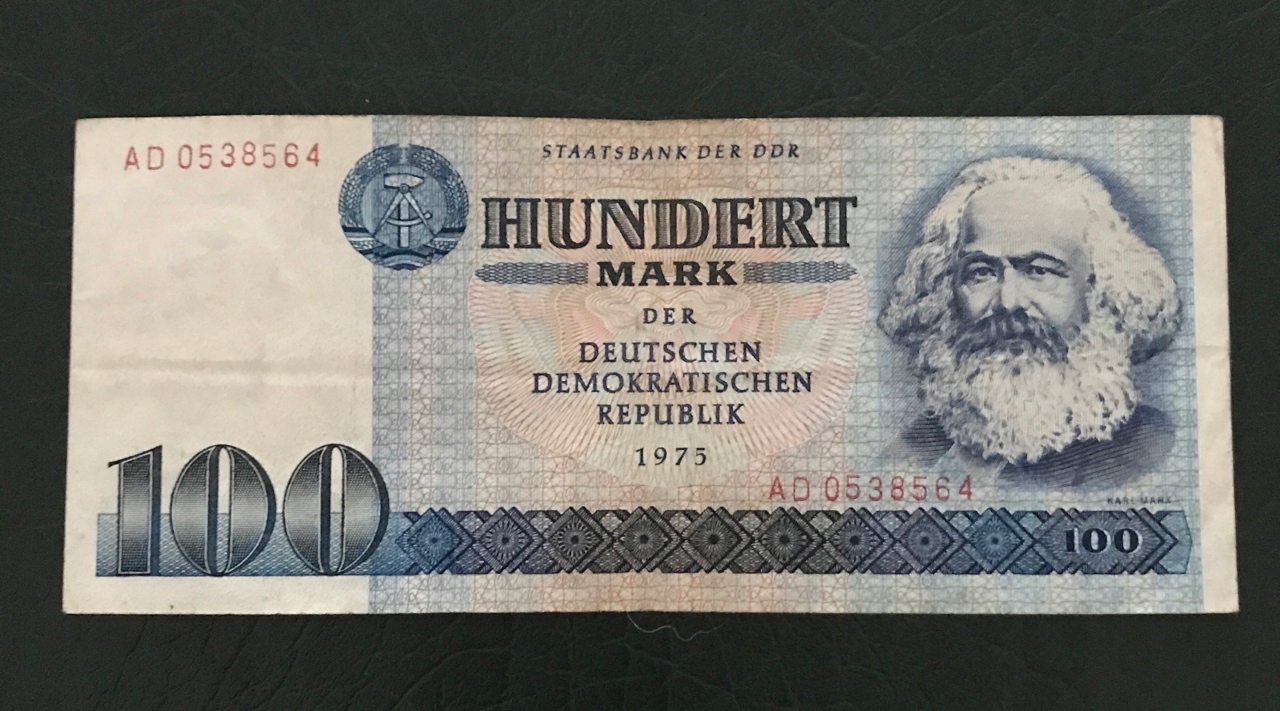 AD 0538564
STAATSBANK DER DDR
HUNDERT
MARK
DER
DEUTSCHEN
DEMOKRATISCHEN
REPUBLIK
1975
AD 0538564
KARL MARX
100
100